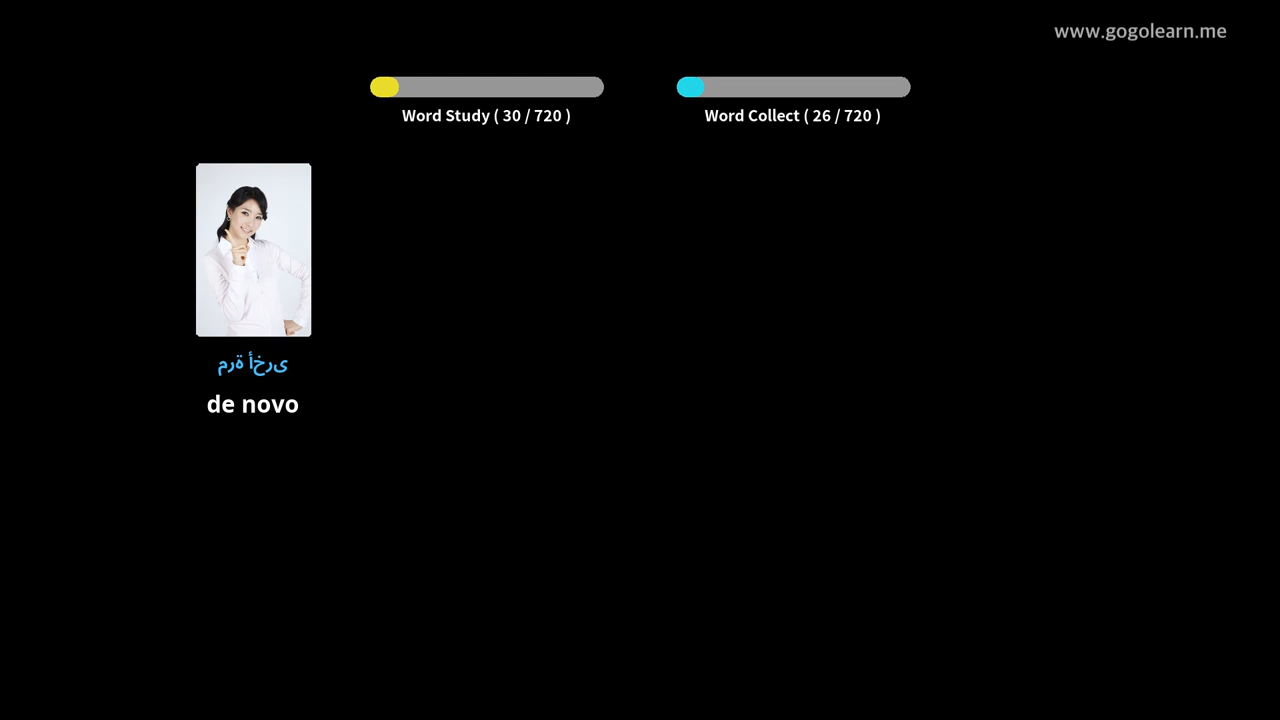 www.gogolearn.me
Word Study ( 30 / 720 )
Word Collect ( 26 / 720 )
مرة أخرى
de novo